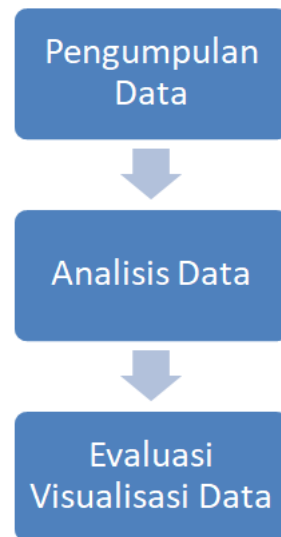 Pengumpulan
Data
Analisis Data
Evaluasi
Visualisasi Data